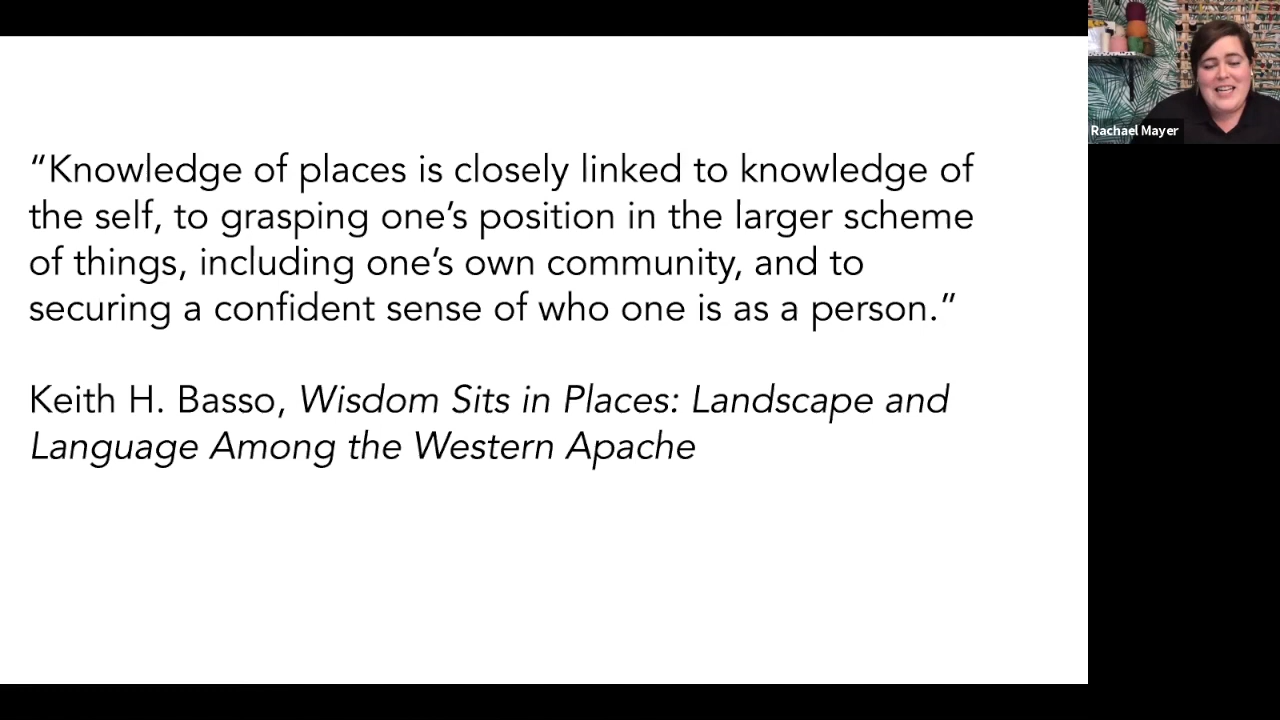 “Knowledge of places is closely linked to knowledge of
the self, to grasping one’s position in the larger scheme
of things, including one’s own community, and to
securing a confident sense of who one is as a person.”
Keith H. Basso, Wisdom Sits in Places: Landscape and
Language Among the Western Apache
Rachael Mayer